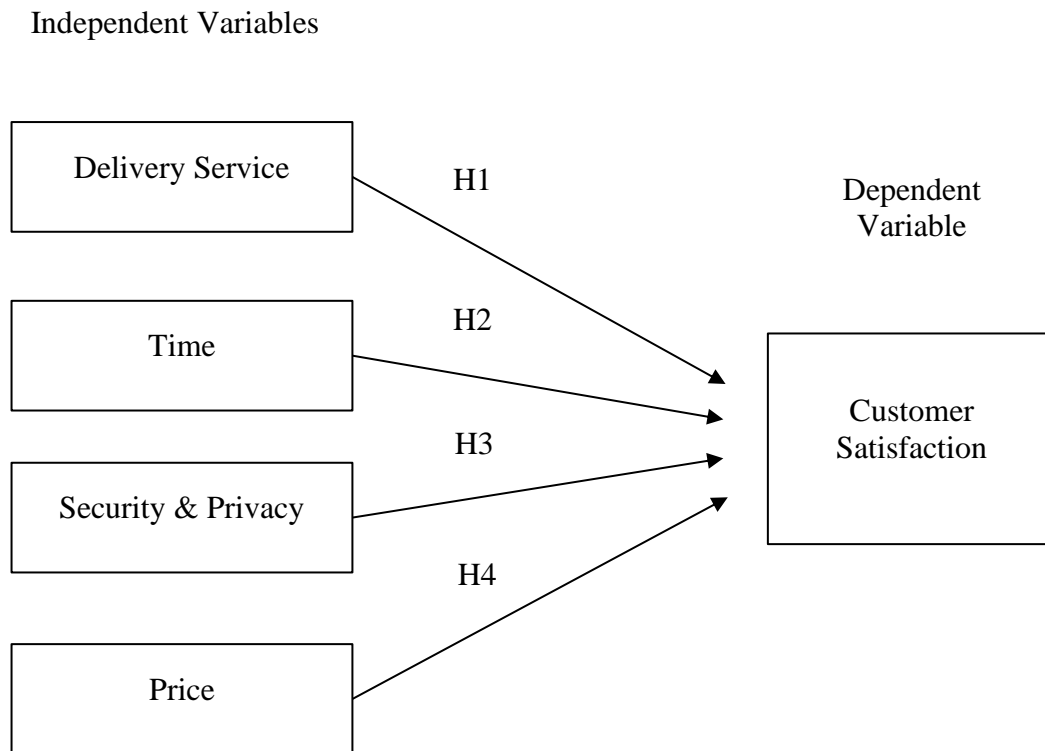 Independent Variables
Delivery Service
H1
Dependent
Variable
Time
H2
Customer
Satisfaction
H3
Security & Privacy
H4
Price